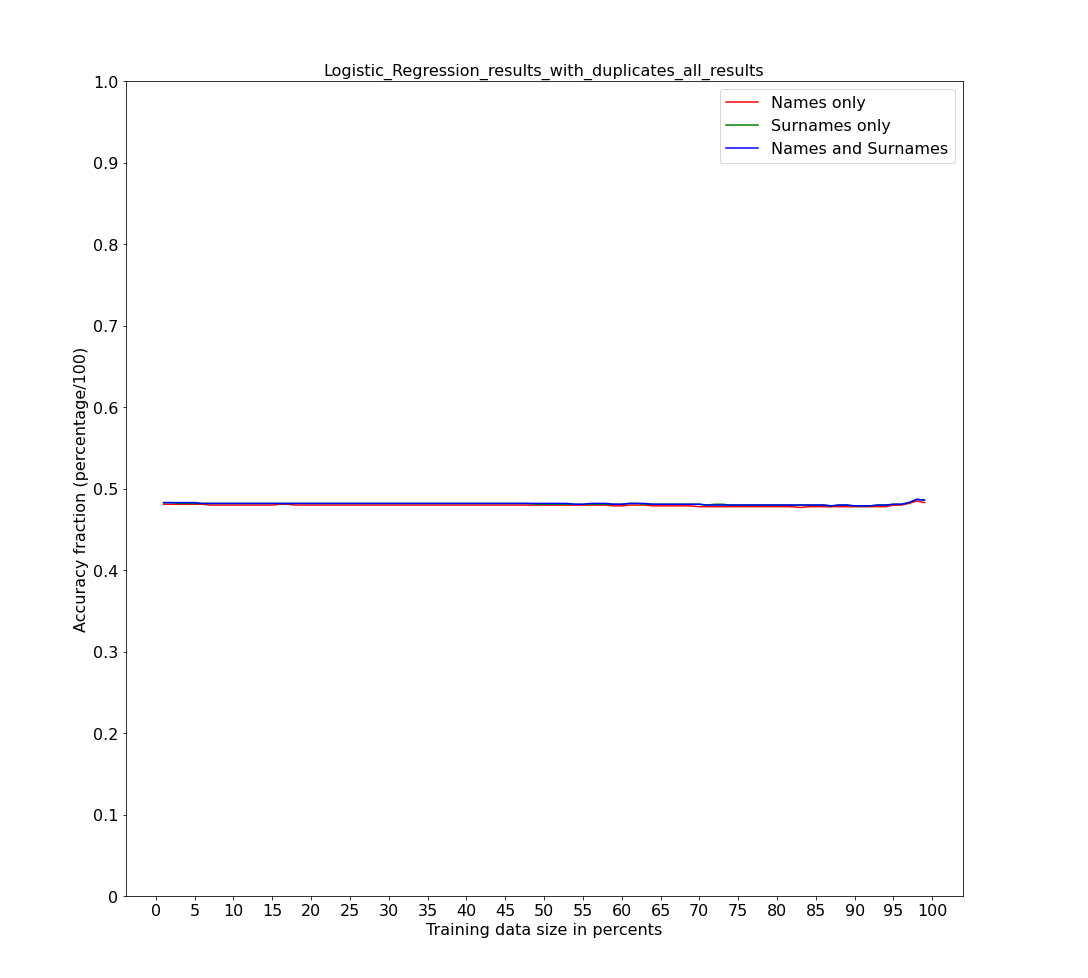 Logistic_Regression_results_with_duplicates_all_results
1.0
0.9
0.8
0.7
0.6
0.5
0.4
0.3
0.2
0.1
0
Accuracy fraction (percentage/100)
Names only
Surnames only
Names and Surnames
0 5 10 15 20 25 30 35 40 45 50 55 60 65 70 75 80 85 90 95 100
Training data size in percents